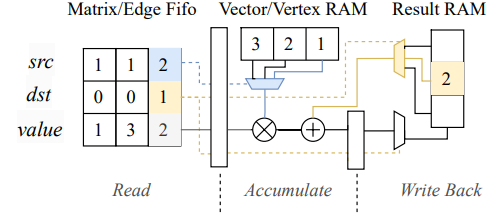 Matrix/Edge Fifo Vector/Vertex RAM Result RAM
src 1 1 2 3 2 1
dst 0 0 1 2
value 1 3 2
Read Accumulate Write Back